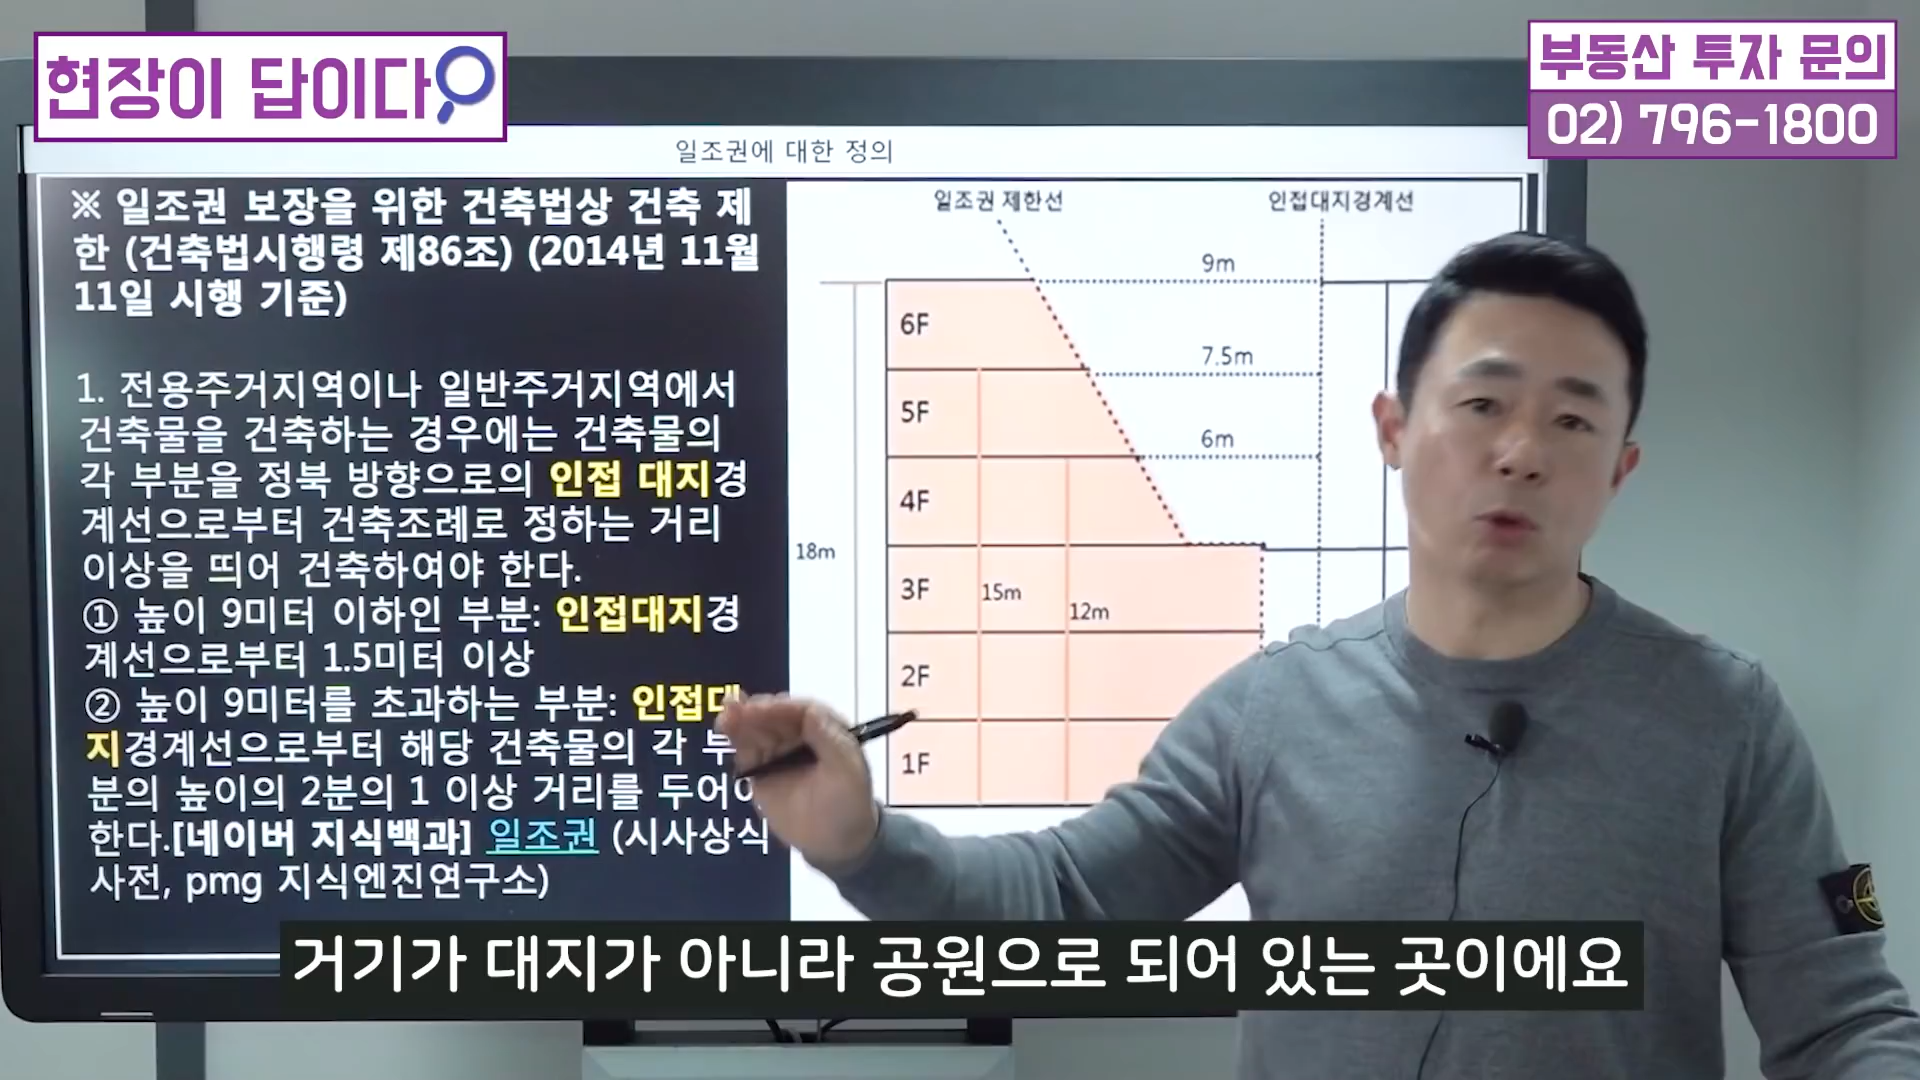 현장이 답이다
부동산 투자 문의
02) 796-1800
일조권에 대한 정의
※ 일조권 보장을 위한 건축법상 건축 제
한 (건축법시행령 제86조) (2014년 11월
11일 시행 기준)
1. 전용주거지역이나 일반주거지역에서
건축물을 건축하는 경우에는 건축물의
각 부분을 정북 방향으로의 인접 대지경
계선으로부터 건축조례로 정하는 거리
이상을 띄어 건축하여야 한다.
① 높이 9미터 이하인 부분: 인접대지경
계선으로부터 1.5미터 이상
② 높이 9미터를 초과하는 부분: 인접대
지경계선으로부터 해당 건축물의 각 부
분의 높이의 2분의 1 이상 거리를 두어야
한다.[네이버 지식백과] 일조권 (시사상식
사전, pmg 지식엔진연구소)
일조권 제한선
인접대지경계선
9m
6F
7.5m
5F
6m
4F
18m
3F
15m
12m
2F
1F
거기가 대지가 아니라 공원으로 되어 있는 곳이에요